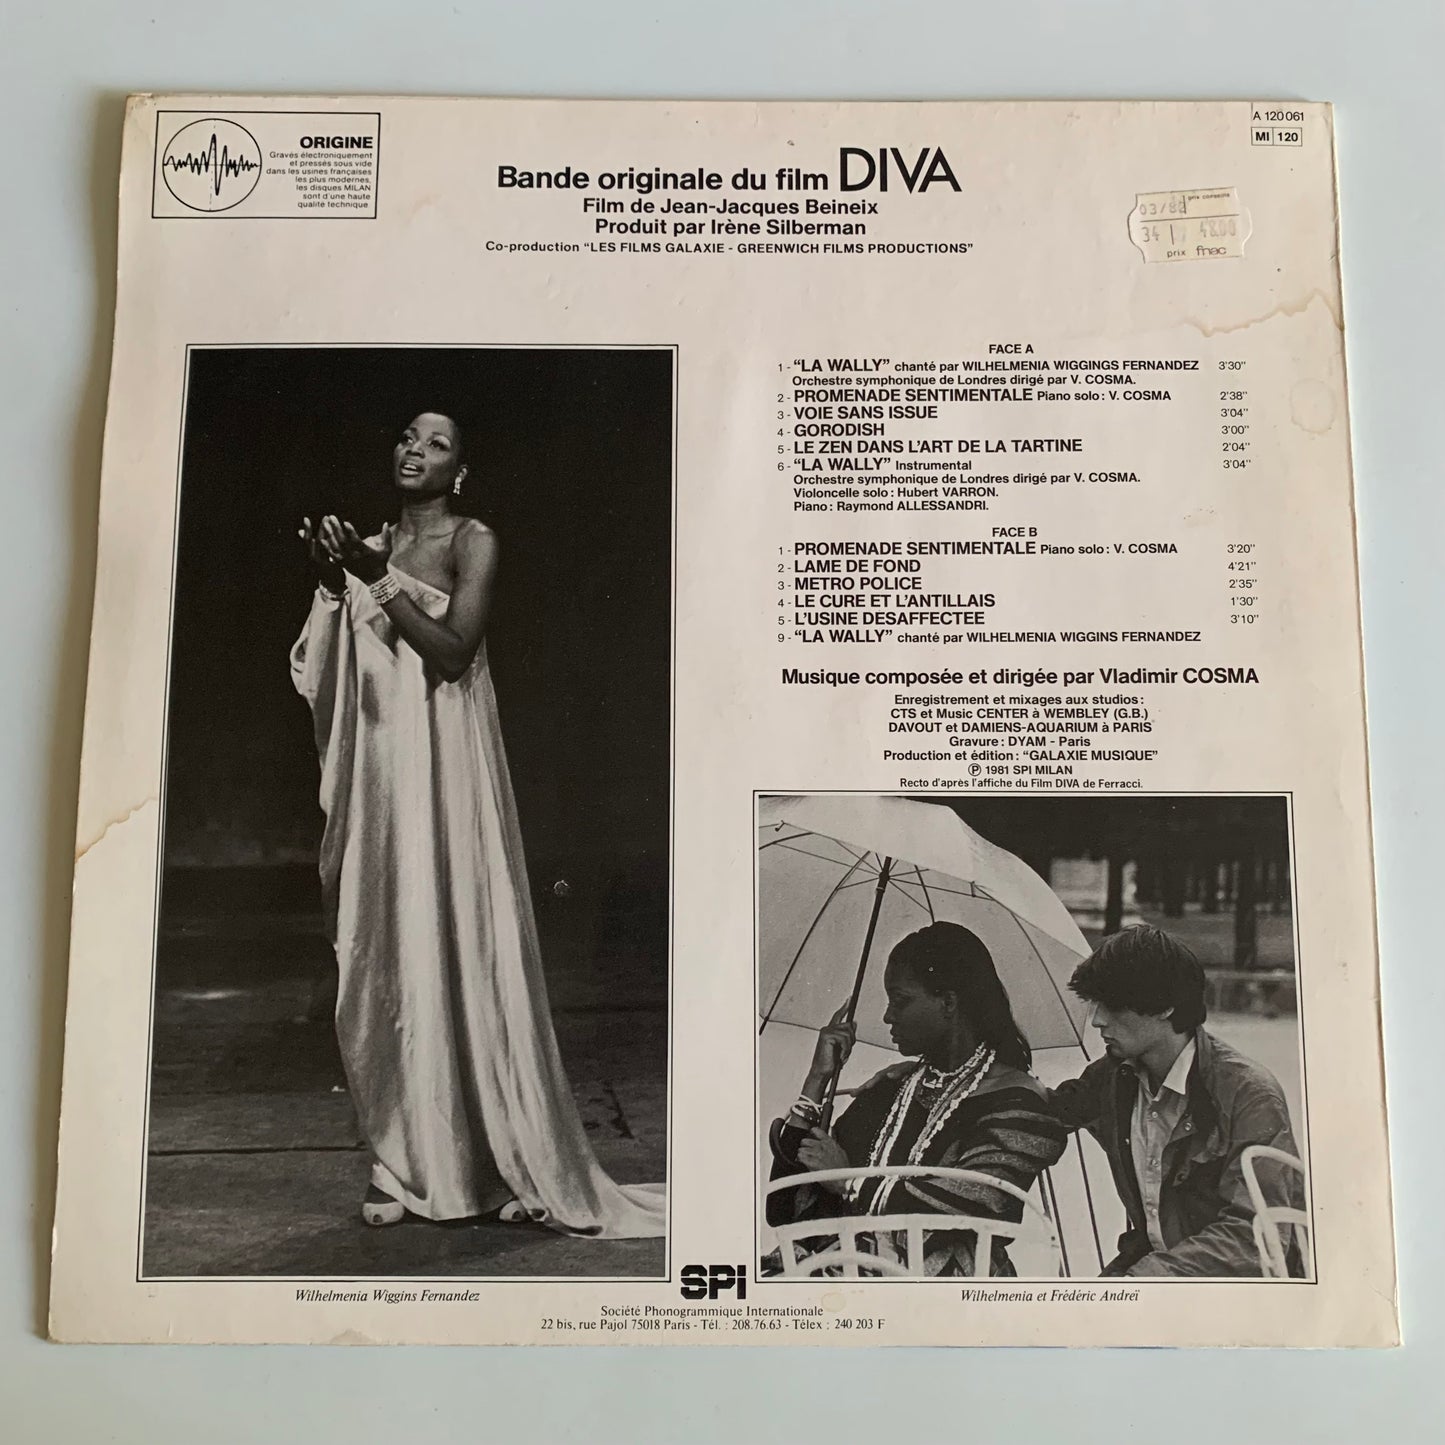 ORIGINE
Gravés électroniquement
et pressés sous vide
dans les usines françaises
les plus modernes,
les disques MILAN
sont d'une haute
qualité technique.
A 120 061
MI 120
Bande originale du film DIVA
Film de Jean-Jacques Beineix
Produit par Irène Silberman
Co-production “LES FILMS GALAXIE - GREENWICH FILMS PRODUCTIONS”
prix conseillé
03/82
34 48.00
prix fnac
FACE A
1 - “LA WALLY” chanté par WILHELMENIA WIGGINGS FERNANDEZ 3'30''
Orchestre symphonique de Londres dirigé par V. COSMA.
2 - PROMENADE SENTIMENTALE Piano solo : V. COSMA 2'38''
3 - VOIE SANS ISSUE 3'04''
4 - GORODISH 3'00''
5 - LE ZEN DANS L'ART DE LA TARTINE 2'04''
6 - “LA WALLY” Instrumental 3'04''
Orchestre symphonique de Londres dirigé par V. COSMA.
Violoncelle solo : Hubert VARRON.
Piano : Raymond ALLESSANDRI.
FACE B
1 - PROMENADE SENTIMENTALE Piano solo : V. COSMA 3'20''
2 - LAME DE FOND 4'21''
3 - METRO POLICE 2'35''
4 - LE CURE ET L'ANTILLAIS 1'30''
5 - L'USINE DESAFFECTEE 3'10''
9 - “LA WALLY” chanté par WILHELMENIA WIGGINS FERNANDEZ
Musique composée et dirigée par Vladimir COSMA
Enregistrement et mixages aux studios :
CTS et Music CENTER à WEMBLEY (G.B.)
DAVOUT et DAMIENS-AQUARIUM à PARIS
Gravure : DYAM - Paris
Production et édition : “GALAXIE MUSIQUE”
℗ 1981 SPI MILAN
Recto d'après l'affiche du Film DIVA de Ferracci.
Wilhelmenia Wiggins Fernandez
Wilhelmenia et Frédéric Andreï
SPI
Société Phonogrammique Internationale
22 bis, rue Pajol 75018 Paris - Tél. : 208.76.63 - Télex : 240 203 F